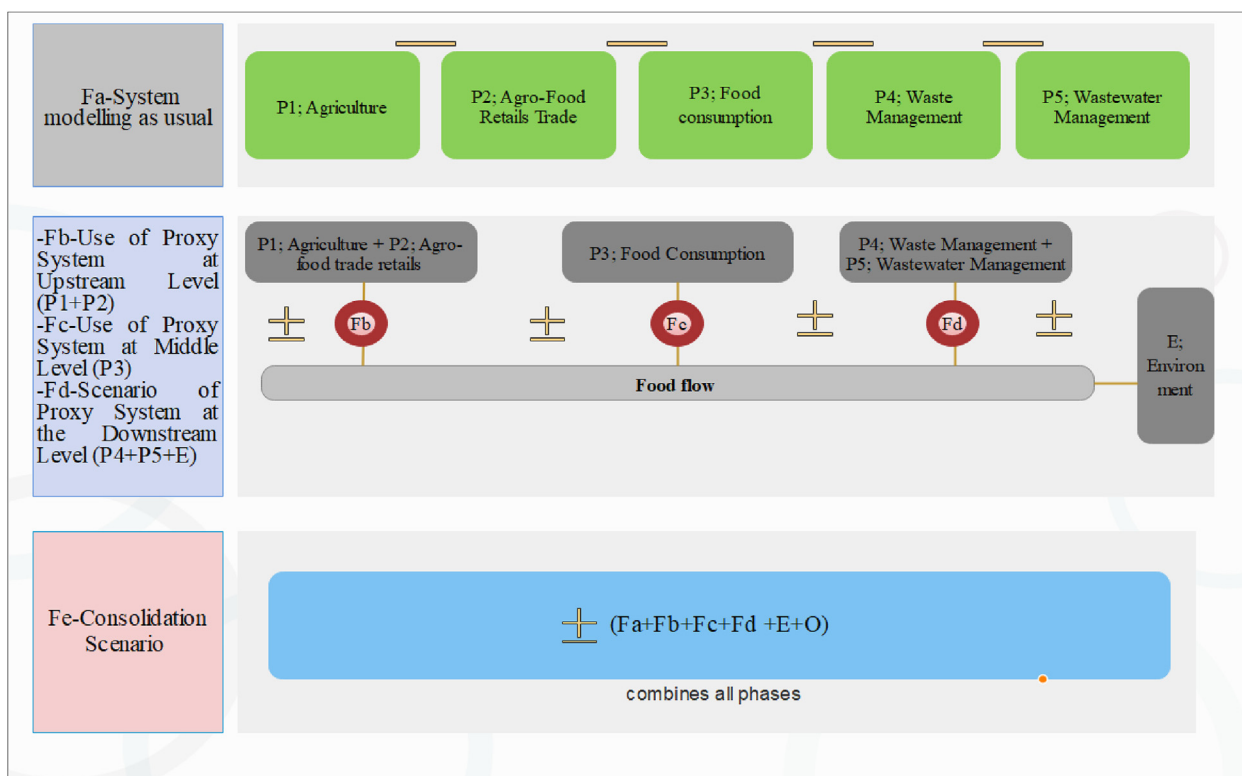 Fa-System
modelling as usual
P1; Agriculture
P2; Agro-Food
Retails Trade
P3; Food
consumption
P4; Waste
Management
P5; Wastewater
Management
-Fb-Use of Proxy
System at
Upstream Level
(P1+P2)
-Fc-Use of Proxy
System at Middle
Level (P3)
-Fd-Scenario of
Proxy System at
the Downstream
Level (P4+P5+E)
P1; Agriculture + P2; Agro-
food trade retails
P3; Food Consumption
P4; Waste Management +
P5; Wastewater Management
±
Fb
±
Fc
±
Fd
±
E;
Environ
ment
Food flow
Fe-Consolidation
Scenario
± (Fa+Fb+Fc+Fd +E+O)
combines all phases